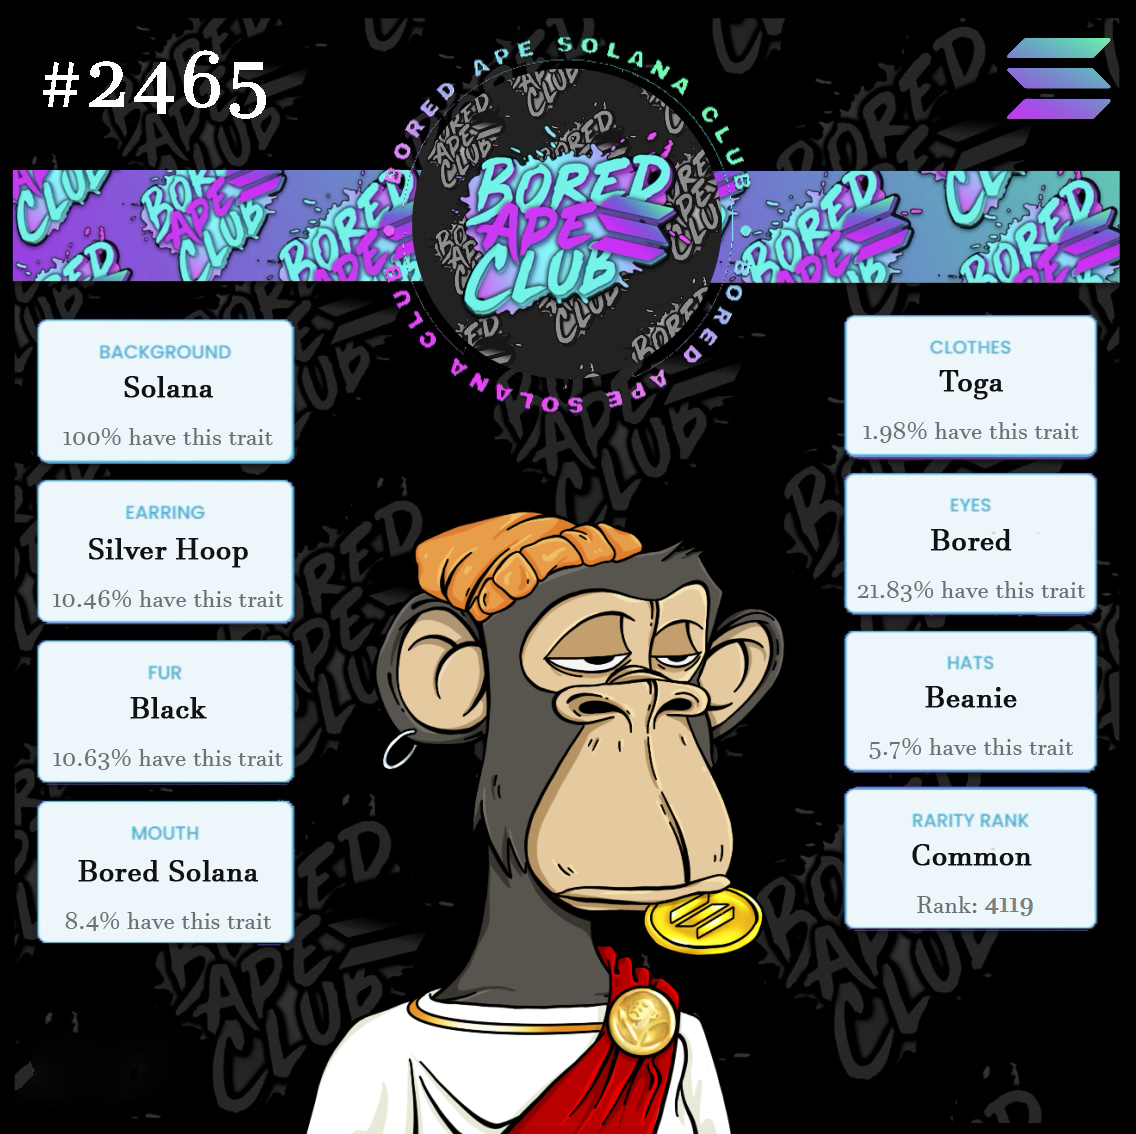 #2465
BORED APE SOLANA CLUB
BORED APE SOLANA CLUB
BORED
APE
CLUB
BACKGROUND
Solana
100% have this trait
EARRING
Silver Hoop
10.46% have this trait
FUR
Black
10.63% have this trait
MOUTH
Bored Solana
8.4% have this trait
CLOTHES
Toga
1.98% have this trait
EYES
Bored
21.83% have this trait
HATS
Beanie
5.7% have this trait
RARITY RANK
Common
Rank: 4119